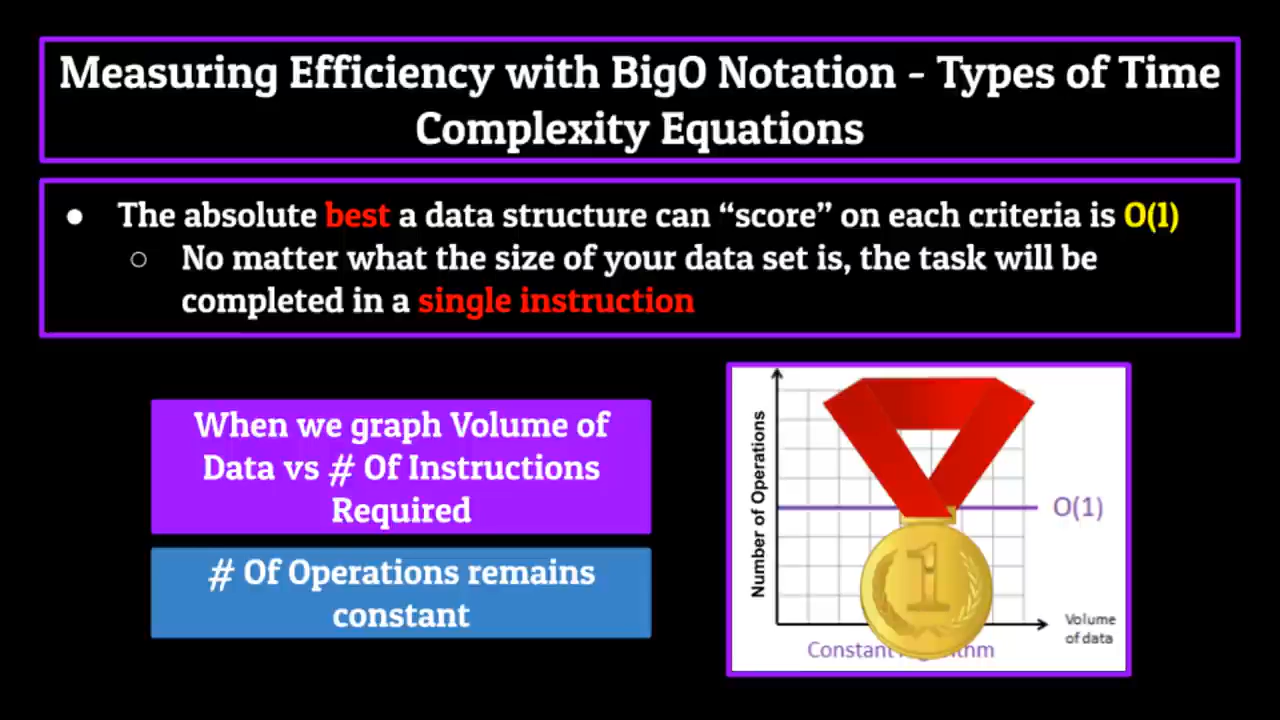 Measuring Efficiency with BigO Notation - Types of Time
Complexity Equations
● The absolute best a data structure can “score” on each criteria is O(1)
○ No matter what the size of your data set is, the task will be
completed in a single instruction
When we graph Volume of
Data vs # Of Instructions
Required
# Of Operations remains
constant
Number of Operations
O(1)
1
Volume
of data
Constant